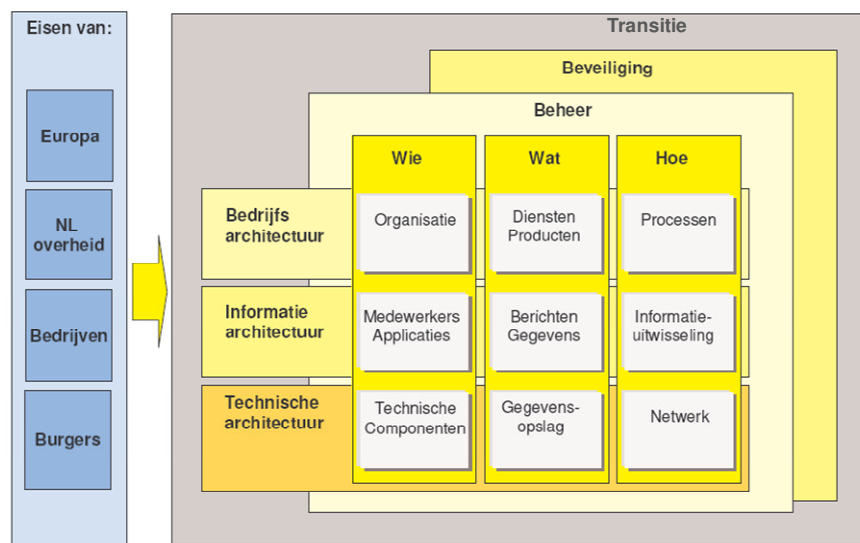 Eisen van:
Europa
NL
overheid
Bedrijven
Burgers
Transitie
Beveiliging
Beheer
Wie
Wat
Hoe
Bedrijfs
architectuur
Organisatie
Diensten
Producten
Processen
Informatie
architectuur
Medewerkers
Applicaties
Berichten
Gegevens
Informatie-
uitwisseling
Technische
architectuur
Technische
Componenten
Gegevens-
opslag
Netwerk